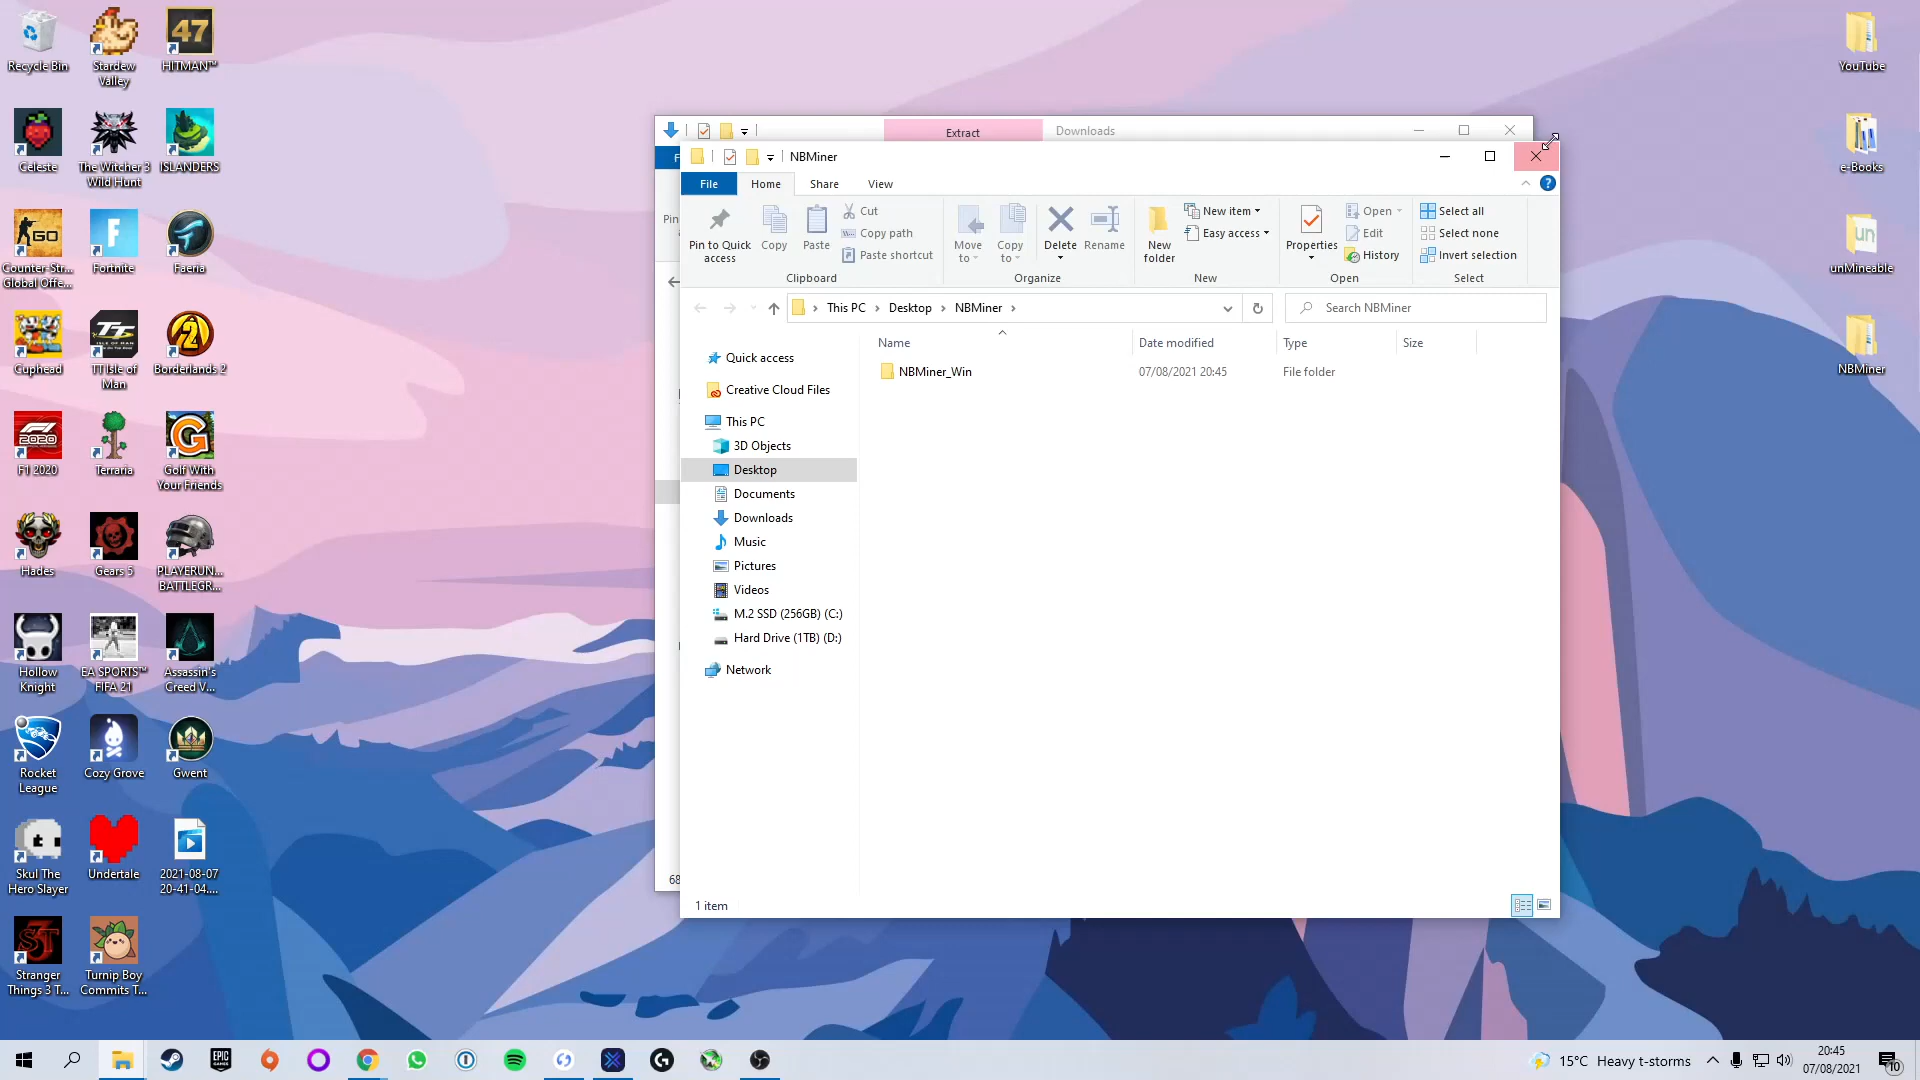 Recycle Bin
Stardew
Valley
HITMAN™
Celeste
The Witcher 3
Wild Hunt
ISLANDERS
Counter-Str...
Global Offe...
Fortnite
Faeria
Cuphead
TT Isle of
Man
Borderlands 2
F1 2020
Terraria
Golf With
Your Friends
Hades
Gears 5
PLAYERUN...
BATTLEGR...
Hollow
Knight
EA SPORTS™
FIFA 21
Assassin's
Creed V...
Rocket
League
Cozy Grove
Gwent
Skul The
Hero Slayer
Undertale
2021-08-07
20-41-04....
Stranger
Things 3 T...
Turnip Boy
Commits T...
YouTube
e-Books
unMineable
NBMiner
Extract
Downloads
NBMiner
File
Home
Share
View
Pin to Quick
access
Copy
Paste
Cut
Copy path
Paste shortcut
Clipboard
Move
to
Copy
to
Delete
Rename
Organize
New
folder
New item
Easy access
New
Properties
Open
Edit
History
Open
Select all
Select none
Invert selection
Select
This PC
Desktop
NBMiner
Search NBMiner
Name
Date modified
Type
Size
NBMiner_Win
07/08/2021 20:45
File folder
Quick access
Creative Cloud Files
This PC
3D Objects
Desktop
Documents
Downloads
Music
Pictures
Videos
M.2 SSD (256GB) (C:)
Hard Drive (1TB) (D:)
Network
68
1 item
15°C Heavy t-storms
20:45
07/08/2021
10